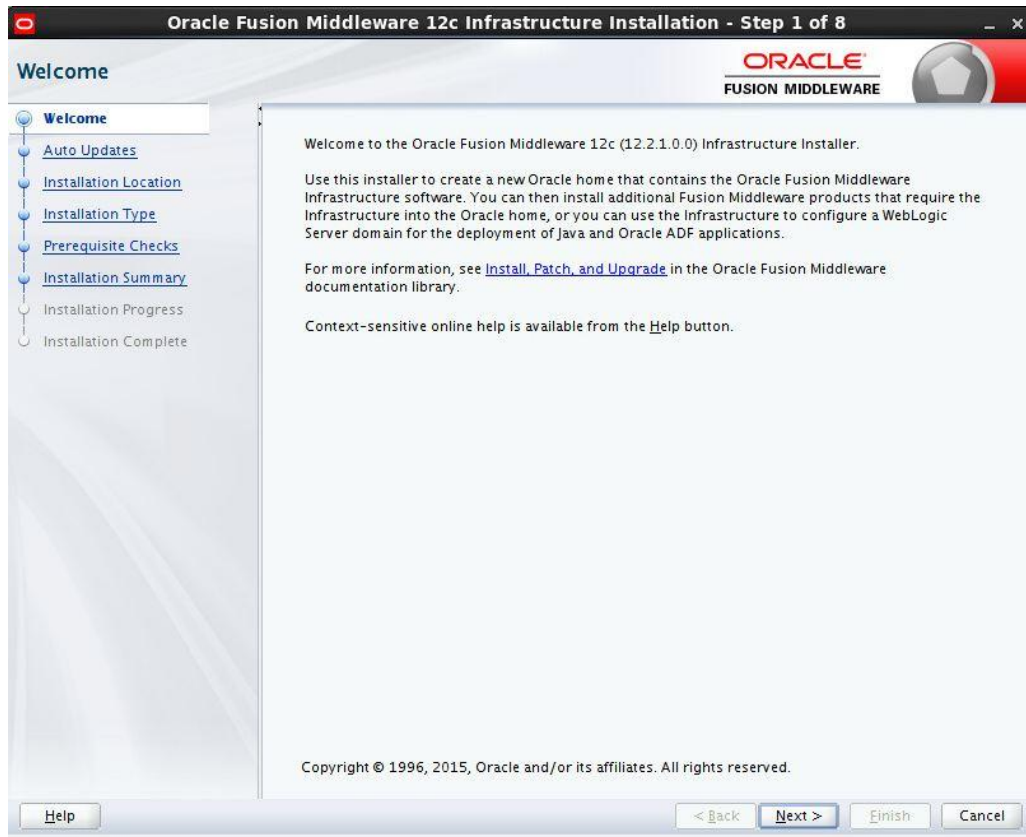 Oracle Fusion Middleware 12c Infrastructure Installation - Step 1 of 8
Welcome
ORACLE
FUSION MIDDLEWARE
Welcome
Auto Updates
Installation Location
Installation Type
Prerequisite Checks
Installation Summary
Installation Progress
Installation Complete
Welcome to the Oracle Fusion Middleware 12c (12.2.1.0.0) Infrastructure Installer.
Use this installer to create a new Oracle home that contains the Oracle Fusion Middleware
Infrastructure software. You can then install additional Fusion Middleware products that require the
Infrastructure into the Oracle home, or you can use the Infrastructure to configure a WebLogic
Server domain for the deployment of Java and Oracle ADF applications.
For more information, see Install, Patch, and Upgrade in the Oracle Fusion Middleware
documentation library.
Context-sensitive online help is available from the Help button.
Copyright © 1996, 2015, Oracle and/or its affiliates. All rights reserved.
Help
< Back
Next >
Finish
Cancel